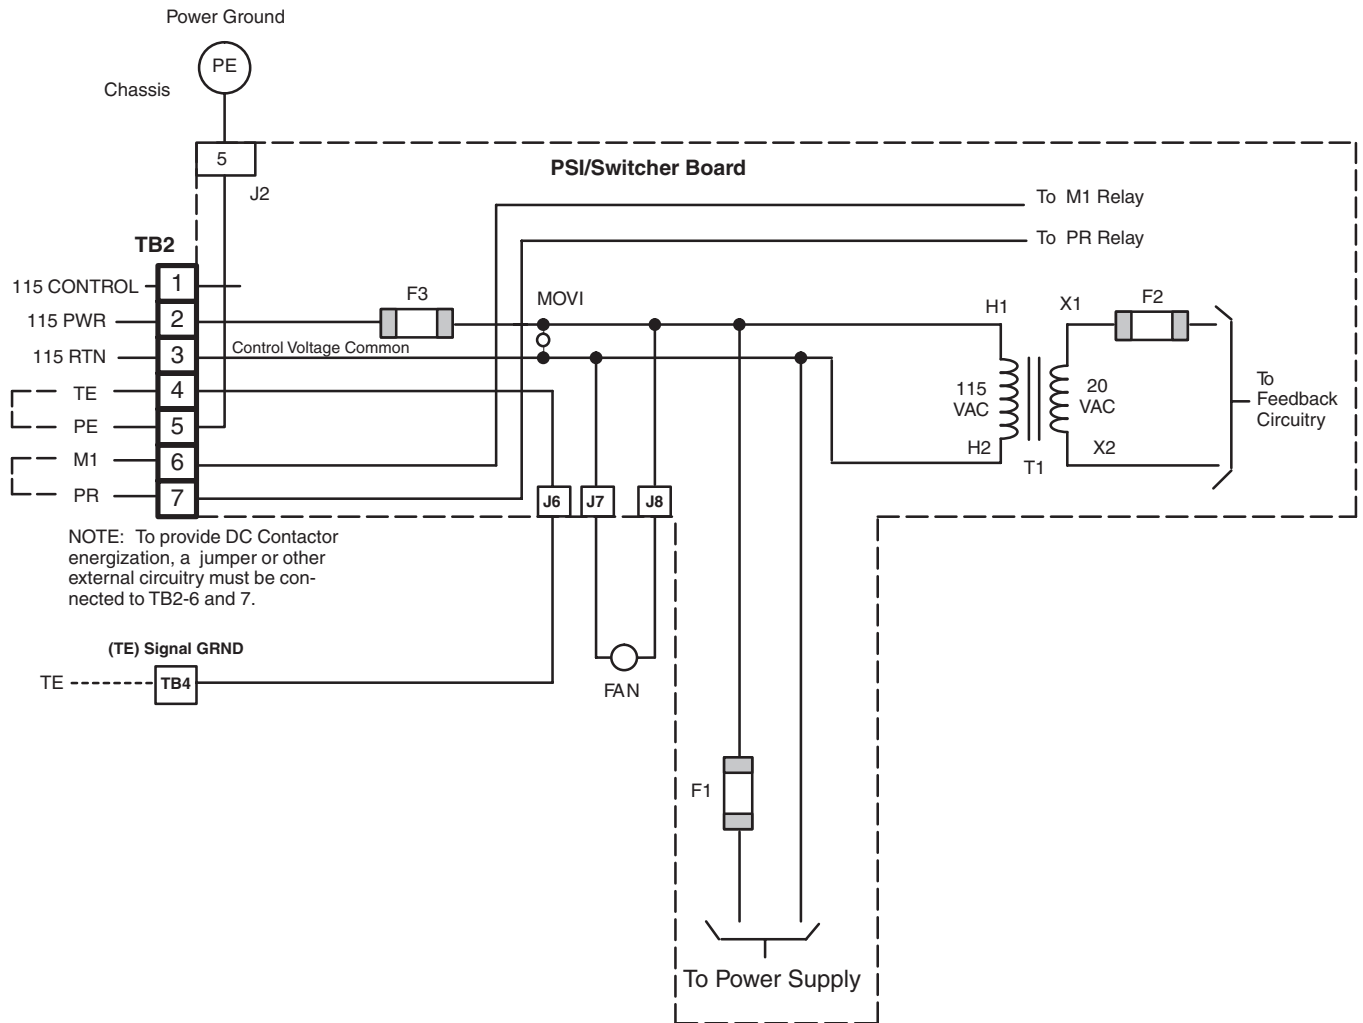 Power Ground
PE
Chassis
5
PSI/Switcher Board
J2
To M1 Relay
TB2
To PR Relay
115 CONTROL
1
F3
MOVI
H1
X1
F2
115 PWR
2
115 RTN
3
Control Voltage Common
TE
4
115
VAC
20
VAC
To
Feedback
Circuitry
PE
5
M1
6
H2
X2
T1
PR
7
J6
J7
J8
NOTE: To provide DC Contactor
energization, a jumper or other
external circuitry must be con-
nected to TB2-6 and 7.
(TE) Signal GRND
TE
TB4
FAN
F1
To Power Supply